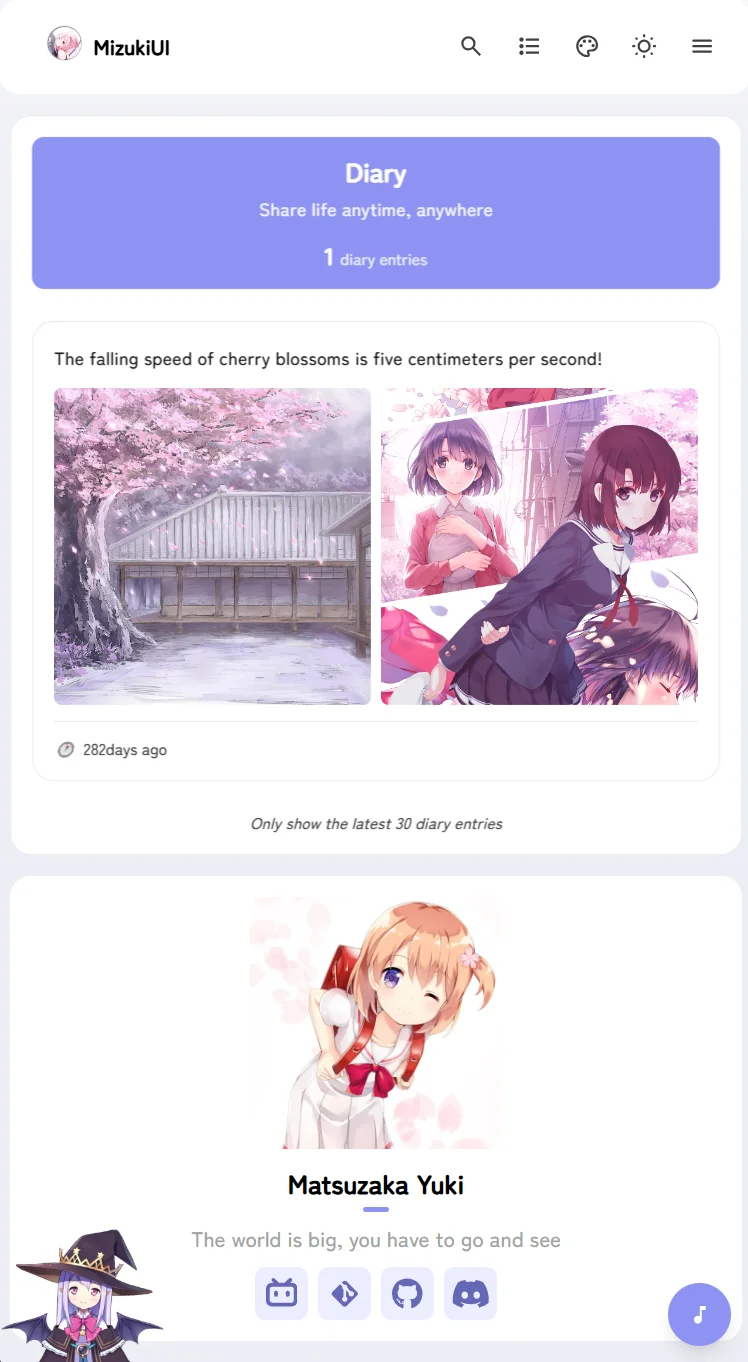 MizukiUI
Diary
Share life anytime, anywhere
1 diary entries
The falling speed of cherry blossoms is five centimeters per second!
282days ago
Only show the latest 30 diary entries
Matsuzaka Yuki
The world is big, you have to go and see